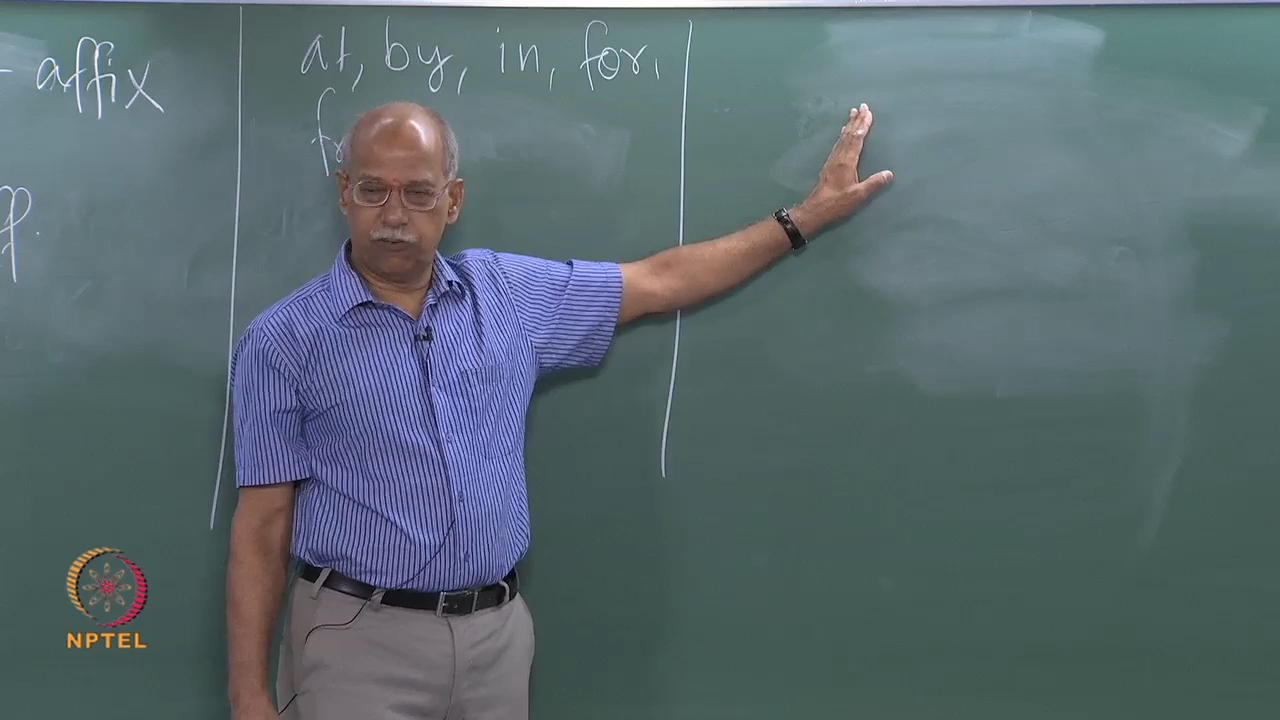 - affix
at, by, in, for,
NPTEL